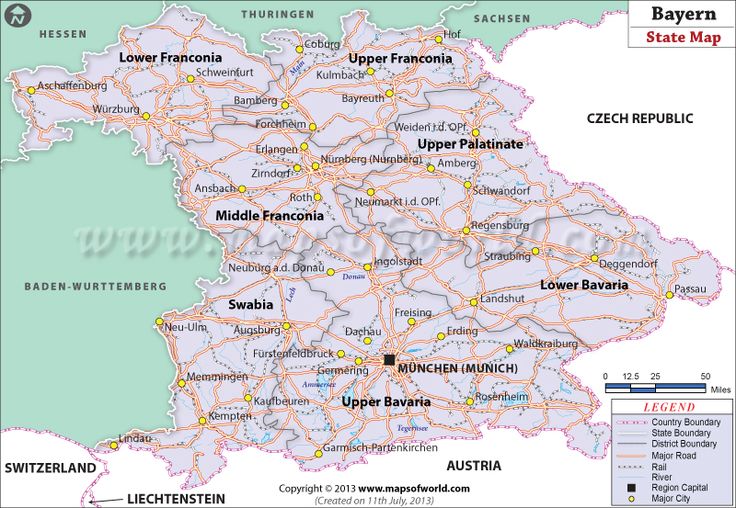 Bayern
State Map
N
THURINGEN
HESSEN
SACHSEN
CZECH REPUBLIC
BADEN-WURTTEMBERG
SWITZERLAND
LIECHTENSTEIN
AUSTRIA
Lower Franconia
Upper Franconia
Coburg
Hof
Main
Kulmbach
Schweinfurt
Aschaffenburg
Bayreuth
Bamberg
Würzburg
Forchheim
Weiden i.d. OPf.
Upper Palatinate
Erlangen
Nürnberg (Nürnberg)
Amberg
Zirndorf
Ansbach
Roth
Schwandorf
Neumarkt i.d. OPf.
Middle Franconia
Regensburg
www.mapsofworld.com
Straubing
Deggendorf
Ingolstadt
Neuburg a.d. Donau
Donau
Lower Bavaria
Passau
Lech
Swabia
Landshut
Freising
Neu-Ulm
Augsburg
Dachau
Erding
Waldkraiburg
Fürstenfeldbruck
Germering
MÜNCHEN (MUNICH)
Memmingen
Ammersee
Kaufbeuren
Upper Bavaria
Rosenheim
Kempten
Tegernsee
Lindau
Garmisch-Partenkirchen
0 12.5 25 50
Miles
LEGEND
Country Boundary
State Boundary
District Boundary
Major Road
Rail
River
Region Capital
Major City
Copyright © 2013 www.mapsofworld.com
(Created on 11th July, 2013)